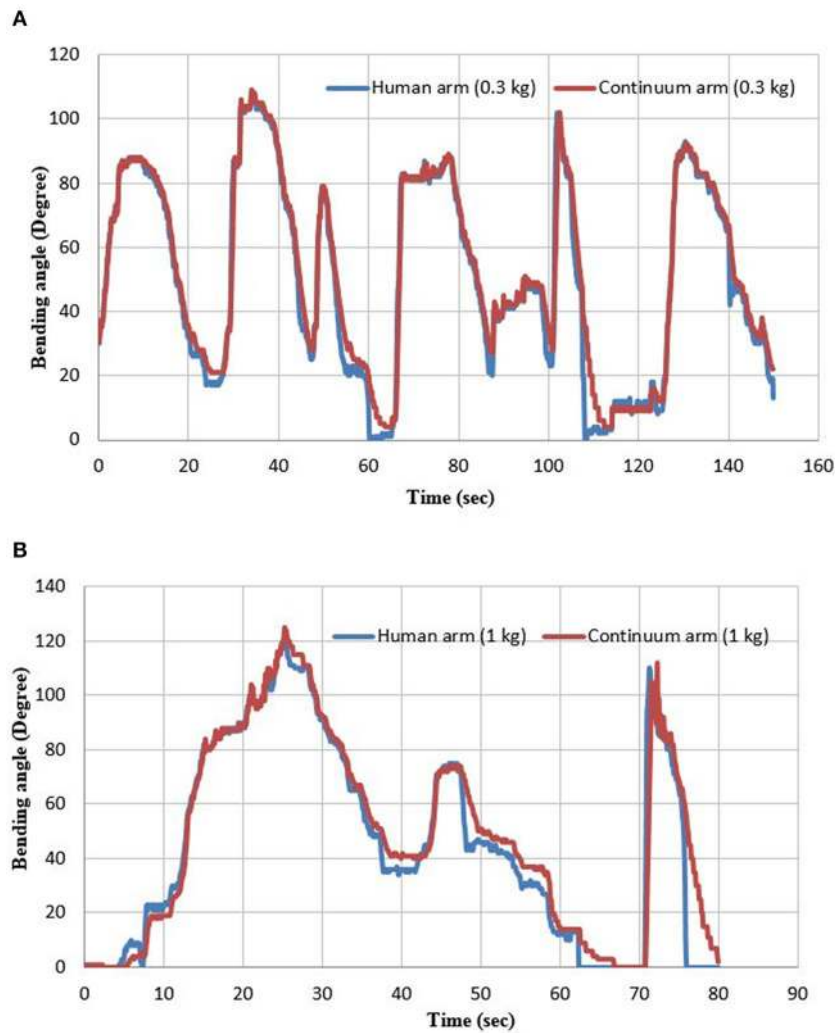 A
120
100
80
60
40
20
0
Bending angle (Degree)
Human arm (0.3 kg) Continuum arm (0.3 kg)
0 20 40 60 80 100 120 140 160
Time (sec)
B
140
120
100
80
60
40
20
0
Bending angle (Degree)
Human arm (1 kg) Continuum arm (1 kg)
0 10 20 30 40 50 60 70 80 90
Time (sec)